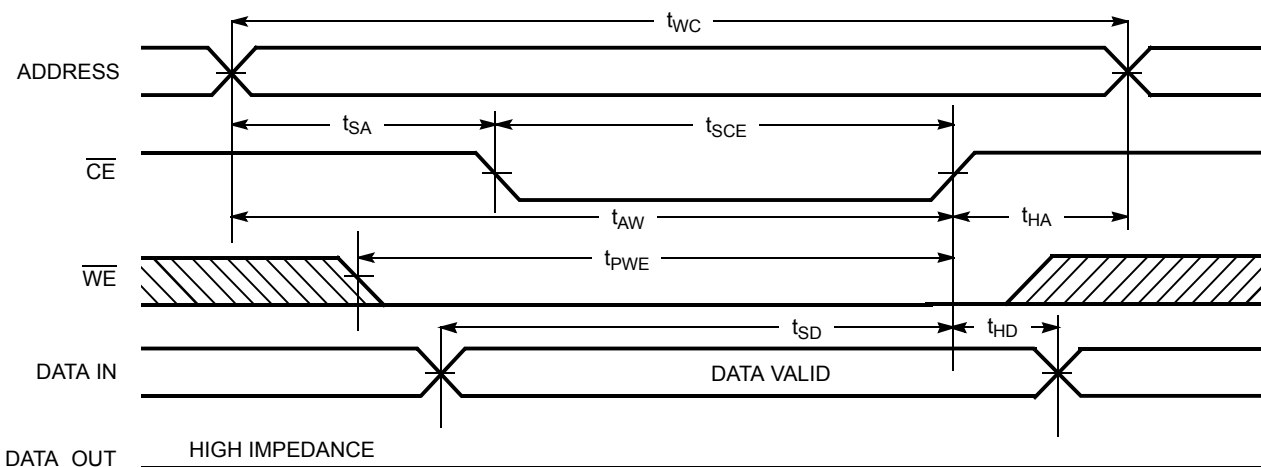 tWC
ADDRESS
tSA
tSCE
CE
tAW
tHA
WE
tPWE
tSD
tHD
DATA IN
DATA VALID
DATA OUT
HIGH IMPEDANCE